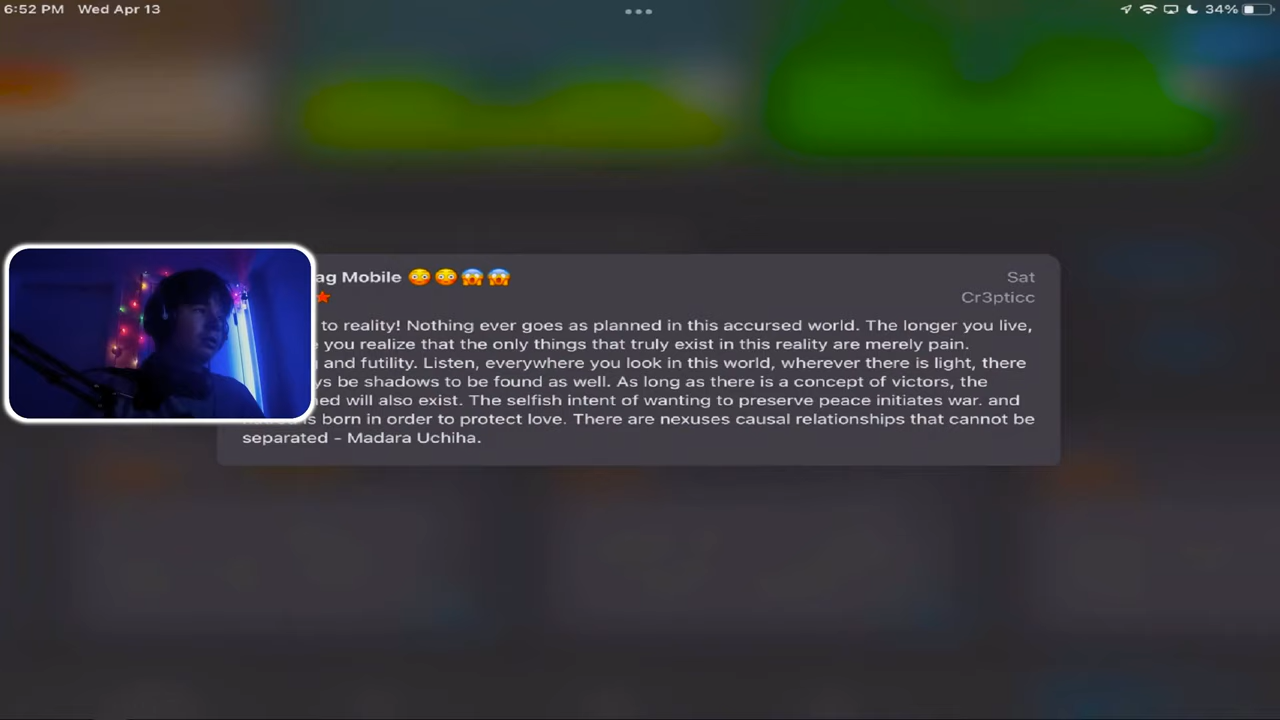 6:52 PM Wed Apr 13
34%
ag Mobile 😳😳😱😱
Sat
Cr3pticc
to reality! Nothing ever goes as planned in this accursed world. The longer you live,
you realize that the only things that truly exist in this reality are merely pain.
and futility. Listen, everywhere you look in this world, wherever there is light, there
be shadows to be found as well. As long as there is a concept of victors, the
will also exist. The selfish intent of wanting to preserve peace initiates war. and
born in order to protect love. There are nexuses causal relationships that cannot be
separated - Madara Uchiha.